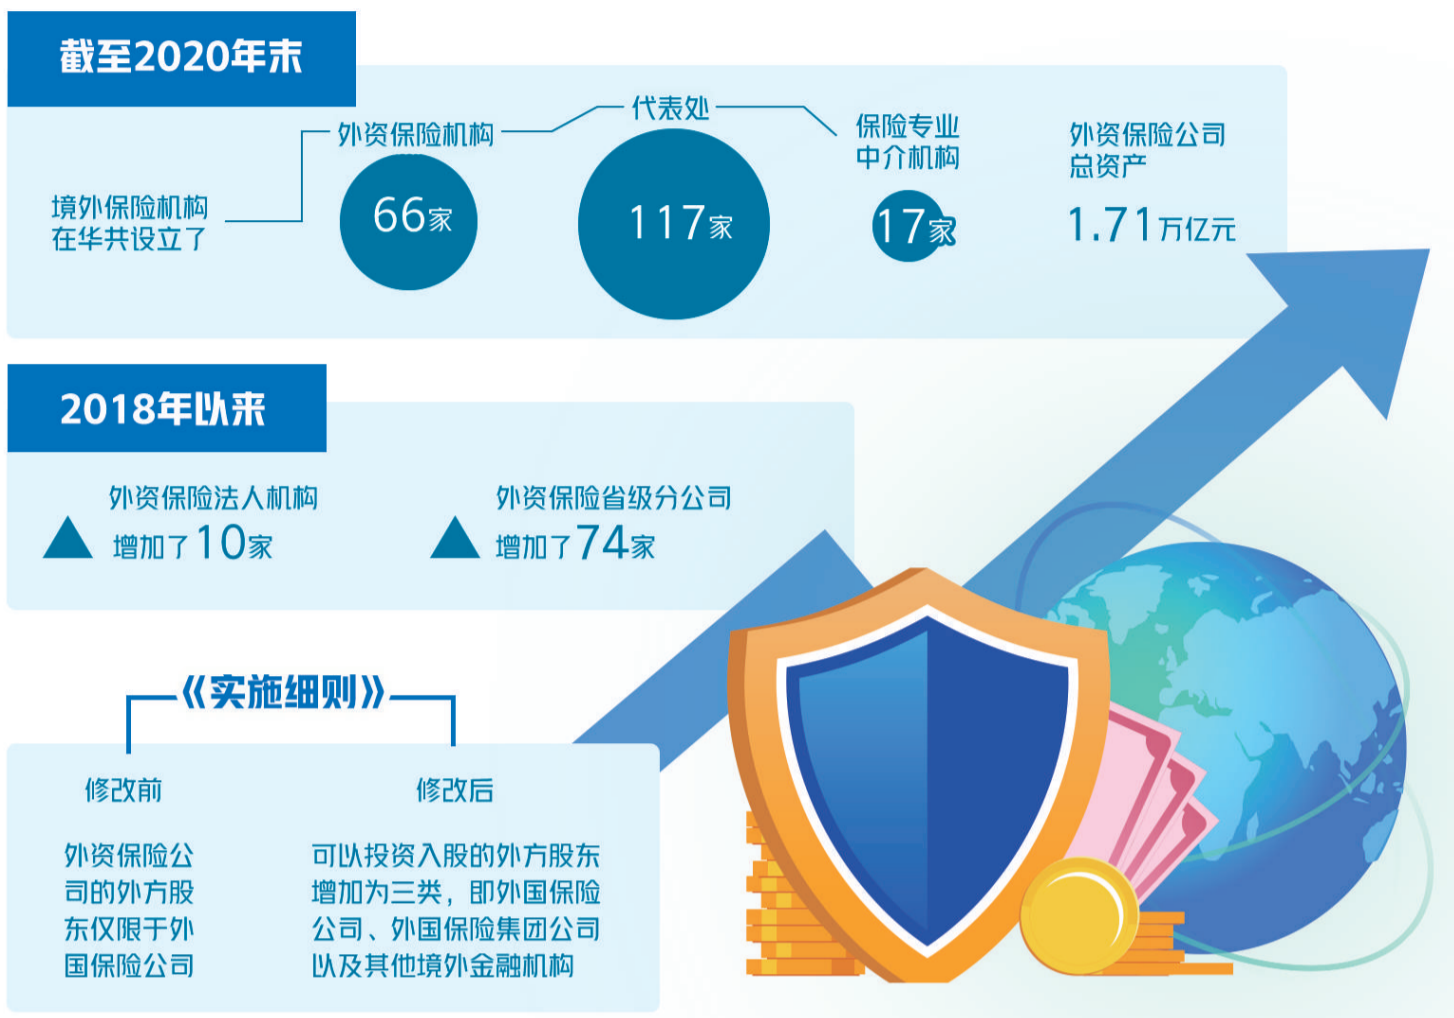 截至2020年末
境外保险机构
在华共设立了
外资保险机构
66家
代表处
117家
保险专业
中介机构
17家
外资保险公司
总资产
1.71万亿元
2018年以来
外资保险法人机构
增加了10家
外资保险省级分公司
增加了74家
《实施细则》
修改前
外资保险公
司的外方股
东仅限于外
国保险公司
修改后
可以投资入股的外方股东
增加为三类，即外国保险
公司、外国保险集团公司
以及其他境外金融机构